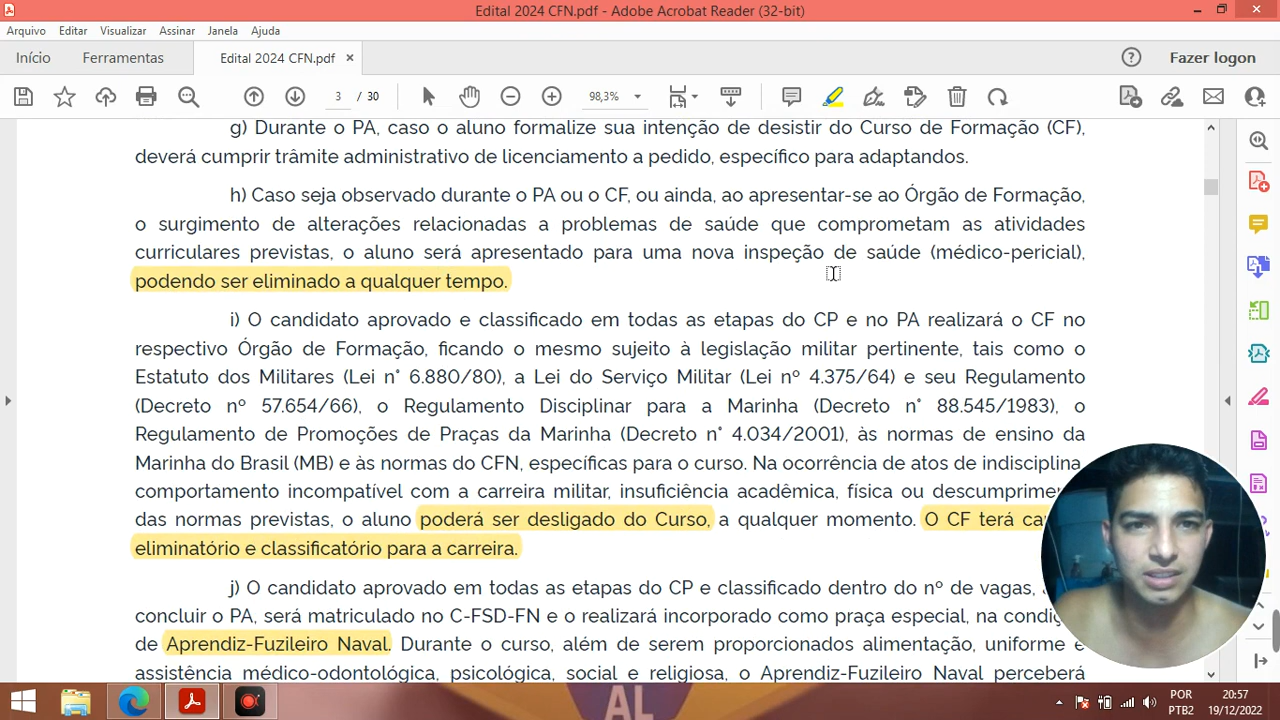 Edital 2024 CFN.pdf - Adobe Acrobat Reader (32-bit)
Arquivo Editar Visualizar Assinar Janela Ajuda
Início Ferramentas Edital 2024 CFN.pdf × Fazer logon
3 / 30 98,3%
g) Durante o PA, caso o aluno formalize sua intenção de desistir do Curso de Formação (CF),
deverá cumprir trâmite administrativo de licenciamento a pedido, específico para adaptandos.
h) Caso seja observado durante o PA ou o CF, ou ainda, ao apresentar-se ao Órgão de Formação,
o surgimento de alterações relacionadas a problemas de saúde que comprometam as atividades
curriculares previstas, o aluno será apresentado para uma nova inspeção de saúde (médico-pericial),
podendo ser eliminado a qualquer tempo.
i) O candidato aprovado e classificado em todas as etapas do CP e no PA realizará o CF no
respectivo Órgão de Formação, ficando o mesmo sujeito à legislação militar pertinente, tais como o
Estatuto dos Militares (Lei n° 6.880/80), a Lei do Serviço Militar (Lei nº 4.375/64) e seu Regulamento
(Decreto nº 57.654/66), o Regulamento Disciplinar para a Marinha (Decreto n° 88.545/1983), o
Regulamento de Promoções de Praças da Marinha (Decreto n° 4.034/2001), às normas de ensino da
Marinha do Brasil (MB) e às normas do CFN, específicas para o curso. Na ocorrência de atos de indisciplina,
comportamento incompatível com a carreira militar, insuficiência acadêmica, física ou
das normas previstas, o aluno poderá ser desligado do Curso, a qualquer momento. O CF terá
eliminatório e classificatório para a carreira.
j) O candidato aprovado em todas as etapas do CP e classificado dentro do nº de vagas,
concluir o PA, será matriculado no C-FSD-FN e o realizará incorporado como praça especial, na
de Aprendiz-Fuzileiro Naval. Durante o curso, além de serem proporcionados alimentação, uniforme e
assistência médico-odontológica, psicológica, social e religiosa, o Aprendiz-Fuzileiro Naval perceberá
AL
POR 20:57
PTB2 19/12/2022